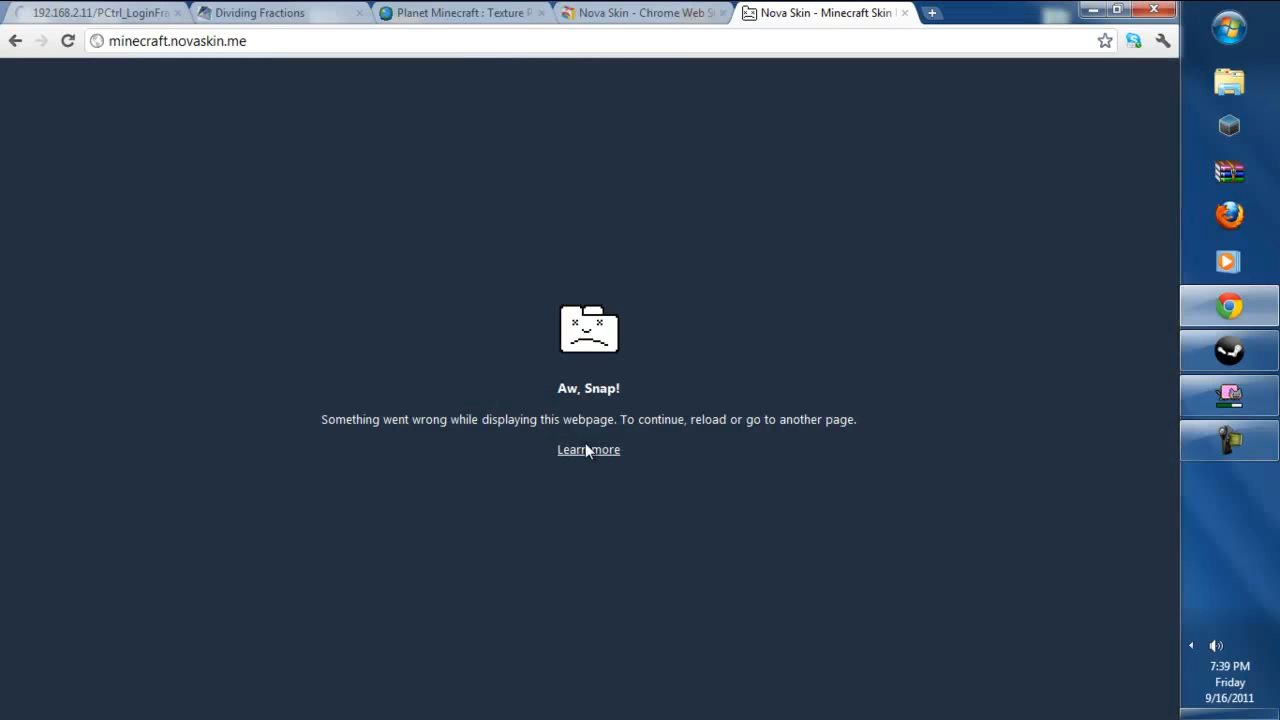 192.168.2.11/PCtrl_LoginFra
Dividing Fractions
Planet Minecraft : Texture P
Nova Skin - Chrome Web St
Nova Skin - Minecraft Skin
minecraft.novaskin.me
Aw, Snap!
Something went wrong while displaying this webpage. To continue, reload or go to another page.
Learn more
7:39 PM
Friday
9/16/2011